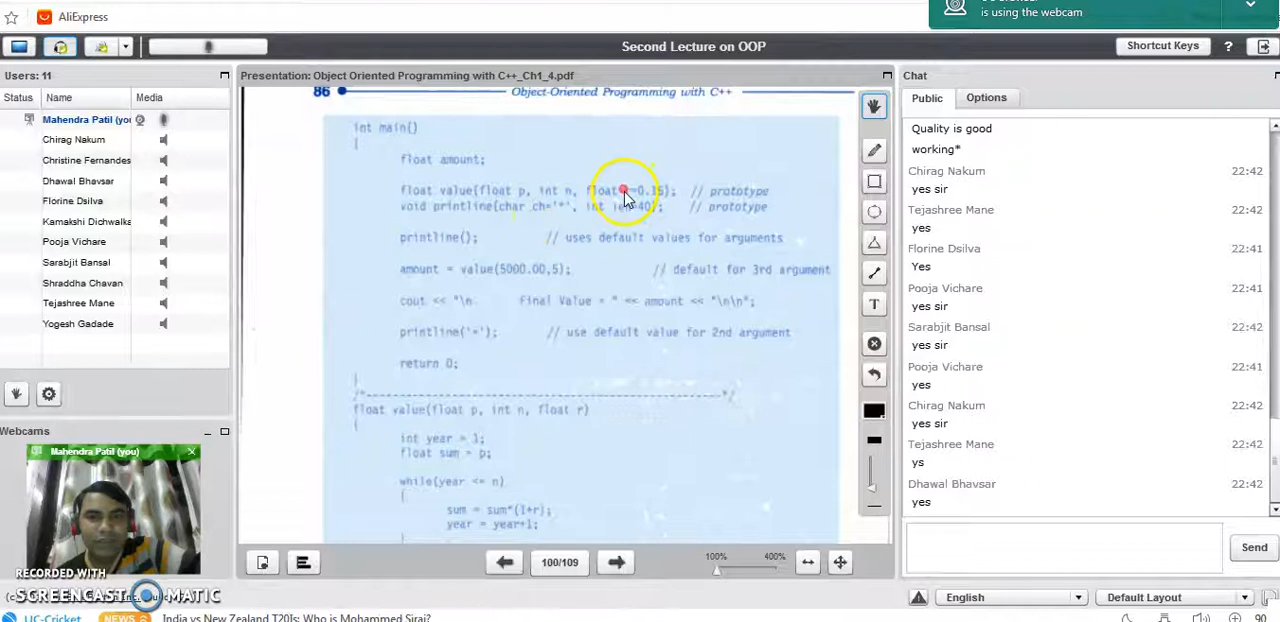 AliExpress
is using the webcam
Second Lecture on OOP
Shortcut Keys
?
Users: 11
Presentation: Object Oriented Programming with C++_Ch1_4.pdf
Chat
Status Name Media
Mahendra Patil (you
Chirag Nakum
Christine Fernandes
Dhawal Bhavsar
Florine Dsilva
Kamakshi Dichwalka
Pooja Vichare
Sarabjit Bansal
Shraddha Chavan
Tejashree Mane
Yogesh Gadade
Webcams
Mahendra Patil (you)
RECORDED WITH
SCREENCAST MATIC
86 Object-Oriented Programming with C++
int main()
{
float amount;
float value(float p, int n, float =0.15); // prototype
void printline(char ch='*', int len=40); // prototype
printline(); // uses default values for arguments
amount = value(5000.00,5); // default for 3rd argument
cout << "\n Final Value = " << amount << "\n\n";
printline('='); // use default value for 2nd argument
return 0;
}
/*------------------------------------------------*/
float value(float p, int n, float r)
{
int year = 1;
float sum = p;
while(year <= n)
{
sum = sum*(1+r);
year = year+1;
T
100/109
100% 400%
Public Options
Quality is good
working*
Chirag Nakum 22:42
yes sir
Tejashree Mane 22:42
yes
Florine Dsilva 22:41
Yes
Pooja Vichare 22:41
yes sir
Sarabjit Bansal 22:42
yes sir
Pooja Vichare 22:41
yes
Chirag Nakum 22:42
yes sir
Tejashree Mane 22:42
ys
Dhawal Bhavsar 22:42
yes
Send
English Default Layout
UC-Cricket NEWS India vs New Zealand T20Is: Who is Mohammed Siraj?
90